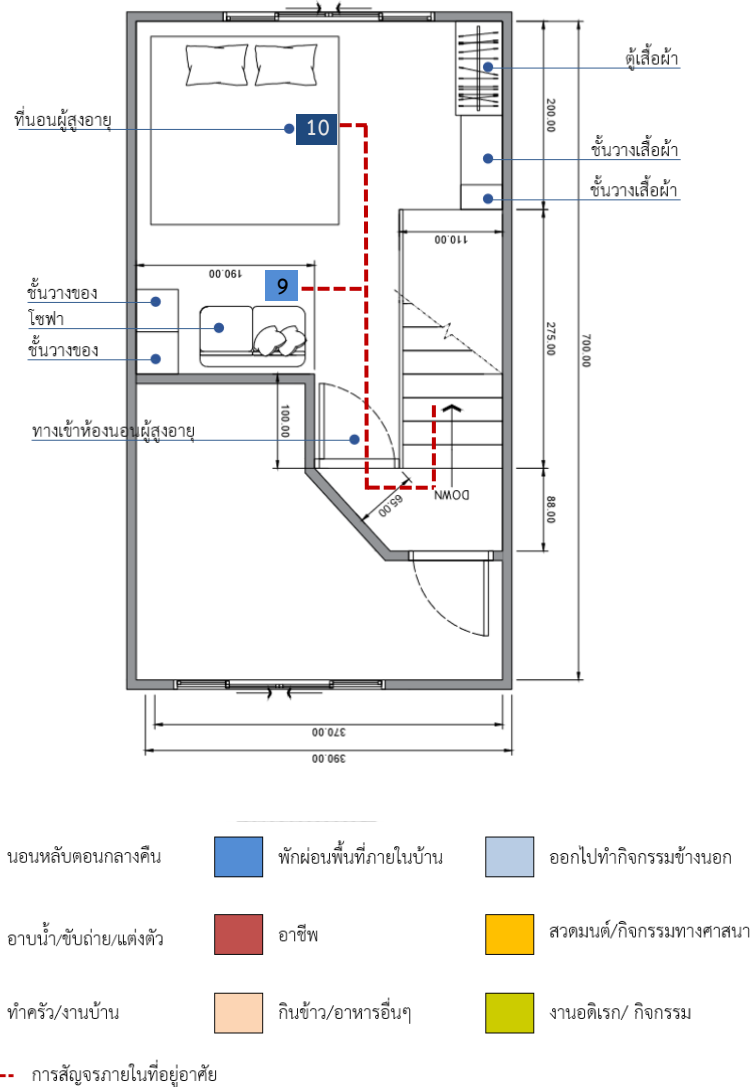 ตู้เสื้อผ้า
ที่นอนผู้สูงอายุ
10
200.00
ชั้นวางเสื้อผ้า
ชั้นวางเสื้อผ้า
110.00
190.00
9
ชั้นวางของ
โซฟา
ชั้นวางของ
275.00
700.00
100.00
ทางเข้าห้องนอนผู้สูงอายุ
65.00
DOWN
88.00
370.00
390.00
นอนหลับตอนกลางคืน
พักผ่อนพื้นที่ภายในบ้าน
ออกไปทำกิจกรรมข้างนอก
อาบน้ำ/ขับถ่าย/แต่งตัว
อาชีพ
สวดมนต์/กิจกรรมทางศาสนา
ทำครัว/งานบ้าน
กินข้าว/อาหารอื่นๆ
งานอดิเรก/ กิจกรรม
การสัญจรภายในที่อยู่อาศัย